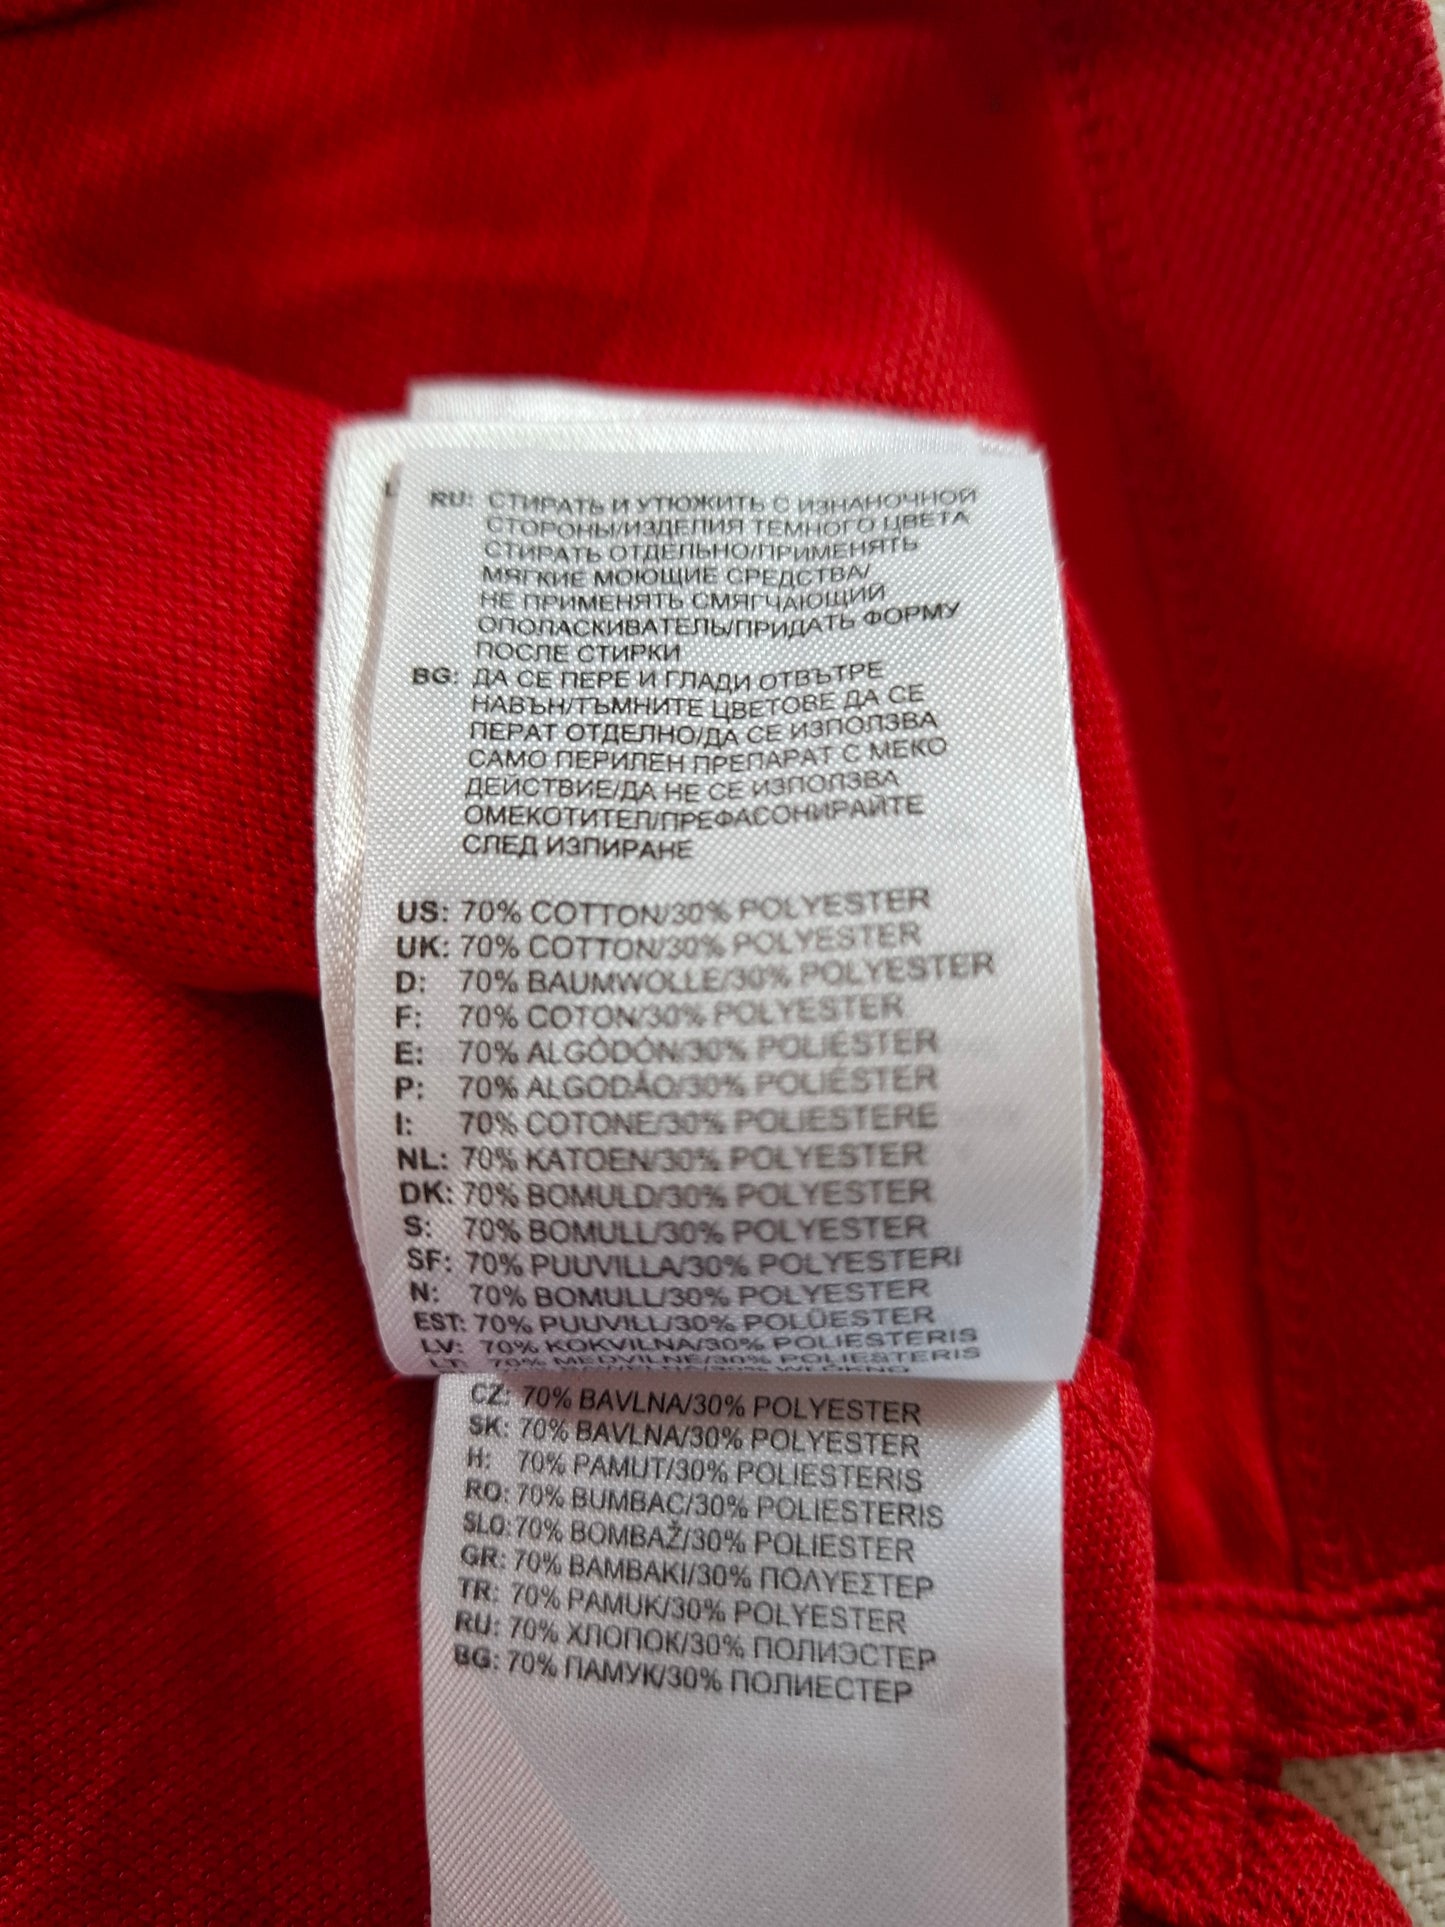 RU: СТИРАТЬ И УТЮЖИТЬ С ИЗНАНОЧНОЙ
СТОРОНЫ/ИЗДЕЛИЯ ТЕМНОГО ЦВЕТА
СТИРАТЬ ОТДЕЛЬНО/ПРИМЕНЯТЬ
МЯГКИЕ МОЮЩИЕ СРЕДСТВА/
НЕ ПРИМЕНЯТЬ СМЯГЧАЮЩИЙ
ОПОЛАСКИВАТЕЛЬ/ПРИДАТЬ ФОРМУ
ПОСЛЕ СТИРКИ
BG: ДА СЕ ПЕРЕ И ГЛАДИ ОТВЪТРЕ
НАВЪН/ТЪМНИТЕ ЦВЕТОВЕ ДА СЕ
ПЕРАТ ОТДЕЛНО/ДА СЕ ИЗПОЛЗВА
САМО ПЕРИЛЕН ПРЕПАРАТ С МЕКО
ДЕЙСТВИЕ/ДА НЕ СЕ ИЗПОЛЗВА
ОМЕКОТИТЕЛ/ПРЕФАСОНИРАЙТЕ
СЛЕД ИЗПИРАНЕ
US: 70% COTTON/30% POLYESTER
UK: 70% COTTON/30% POLYESTER
D: 70% BAUMWOLLE/30% POLYESTER
F: 70% COTON/30% POLYESTER
E: 70% ALGÓDÓN/30% POLIÉSTER
P: 70% ALGODÃO/30% POLIÉSTER
I: 70% COTONE/30% POLIESTERE
NL: 70% KATOEN/30% POLYESTER
DK: 70% BOMULD/30% POLYESTER
S: 70% BOMULL/30% POLYESTER
SF: 70% PUUVILLA/30% POLYESTERI
N: 70% BOMULL/30% POLYESTER
EST: 70% PUUVILL/30% POLÜESTER
LV: 70% KOKVILNA/30% POLIESTERIS
LT: 70% MEDVILNE/30% POLIESTERIS
CZ: 70% BAVLNA/30% POLYESTER
SK: 70% BAVLNA/30% POLYESTER
H: 70% PAMUT/30% POLIESTERIS
RO: 70% BUMBAC/30% POLIESTERIS
SLO: 70% BOMBAŽ/30% POLIESTER
GR: 70% BAMBAKI/30% ΠΟΛΥΕΣΤΕΡ
TR: 70% PAMUK/30% POLYESTER
RU: 70% ХЛОПОК/30% ПОЛИЭСТЕР
BG: 70% ПАМУК/30% ПОЛИЕСТЕР